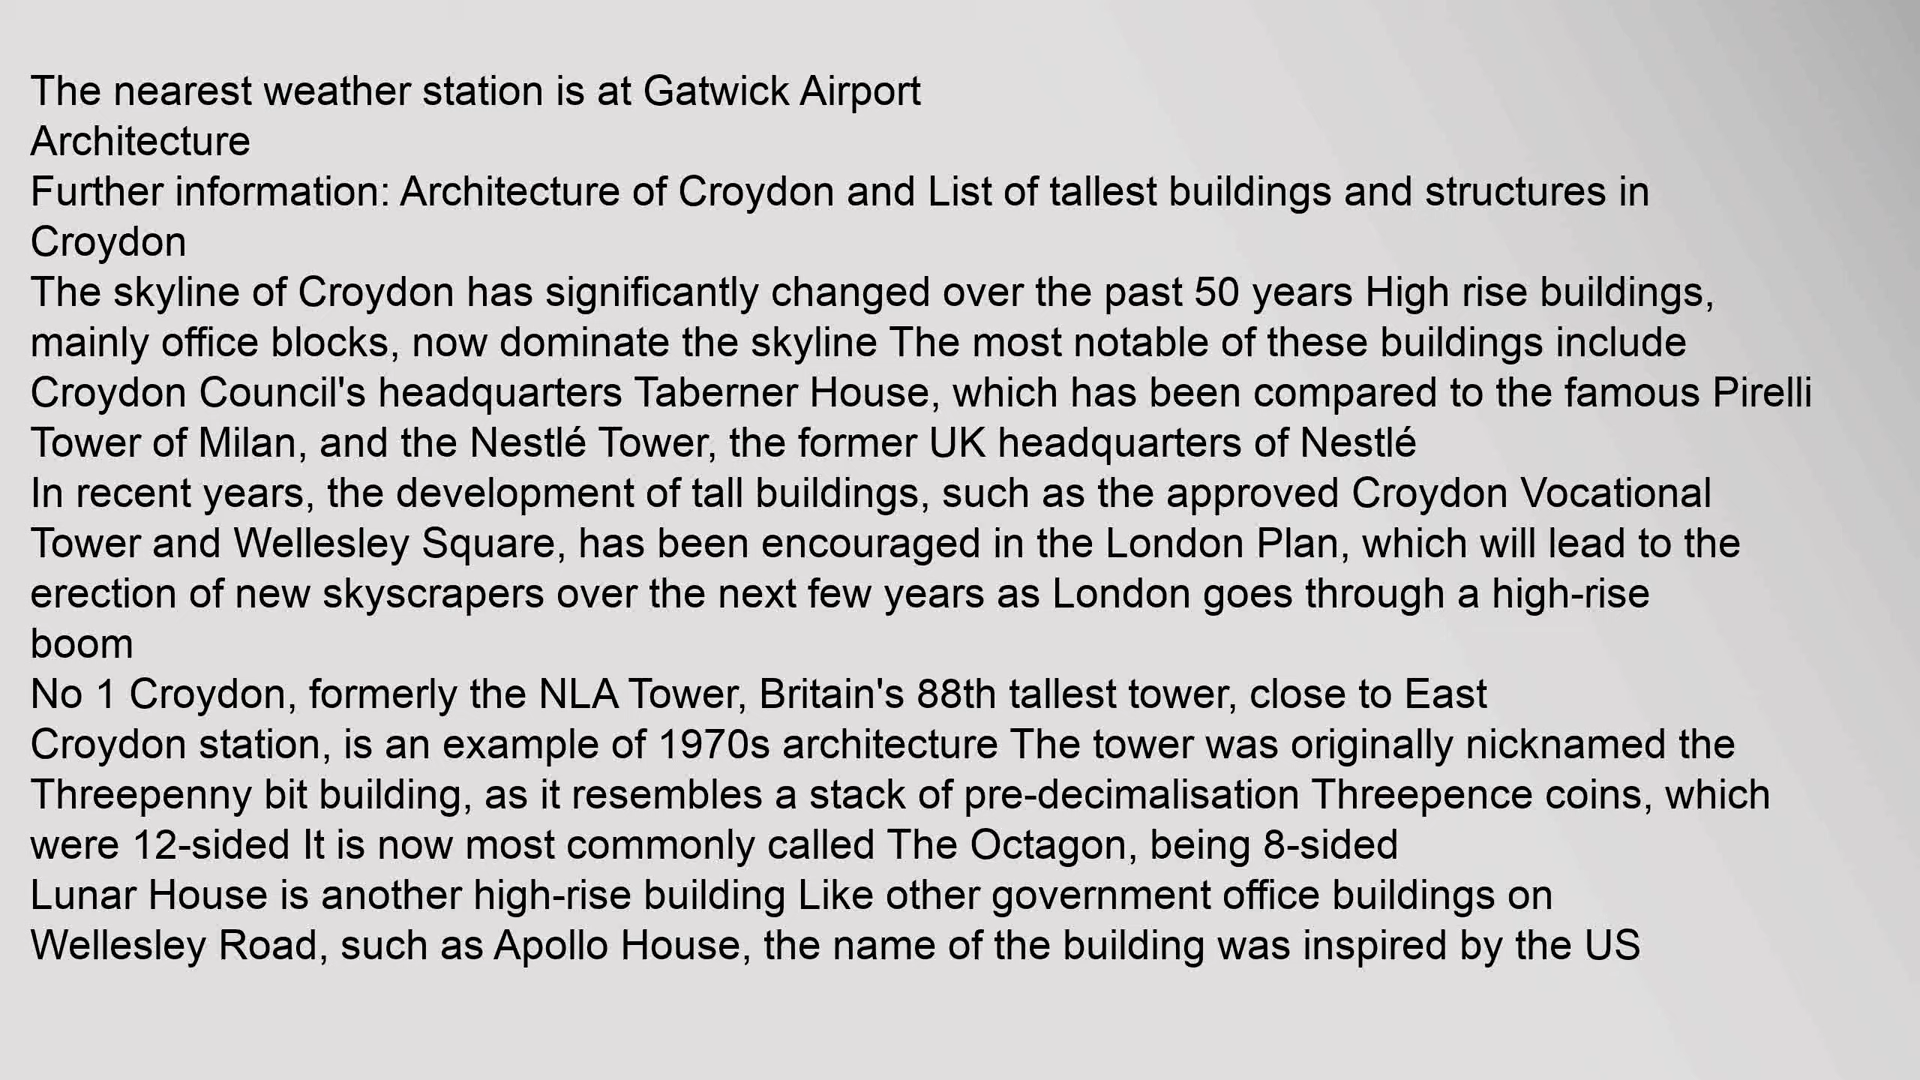 The nearest weather station is at Gatwick Airport
Architecture
Further information: Architecture of Croydon and List of tallest buildings and structures in
Croydon
The skyline of Croydon has significantly changed over the past 50 years High rise buildings,
mainly office blocks, now dominate the skyline The most notable of these buildings include
Croydon Council's headquarters Taberner House, which has been compared to the famous Pirelli
Tower of Milan, and the Nestlé Tower, the former UK headquarters of Nestlé
In recent years, the development of tall buildings, such as the approved Croydon Vocational
Tower and Wellesley Square, has been encouraged in the London Plan, which will lead to the
erection of new skyscrapers over the next few years as London goes through a high-rise
boom
No 1 Croydon, formerly the NLA Tower, Britain's 88th tallest tower, close to East
Croydon station, is an example of 1970s architecture The tower was originally nicknamed the
Threepenny bit building, as it resembles a stack of pre-decimalisation Threepence coins, which
were 12-sided It is now most commonly called The Octagon, being 8-sided
Lunar House is another high-rise building Like other government office buildings on
Wellesley Road, such as Apollo House, the name of the building was inspired by the US